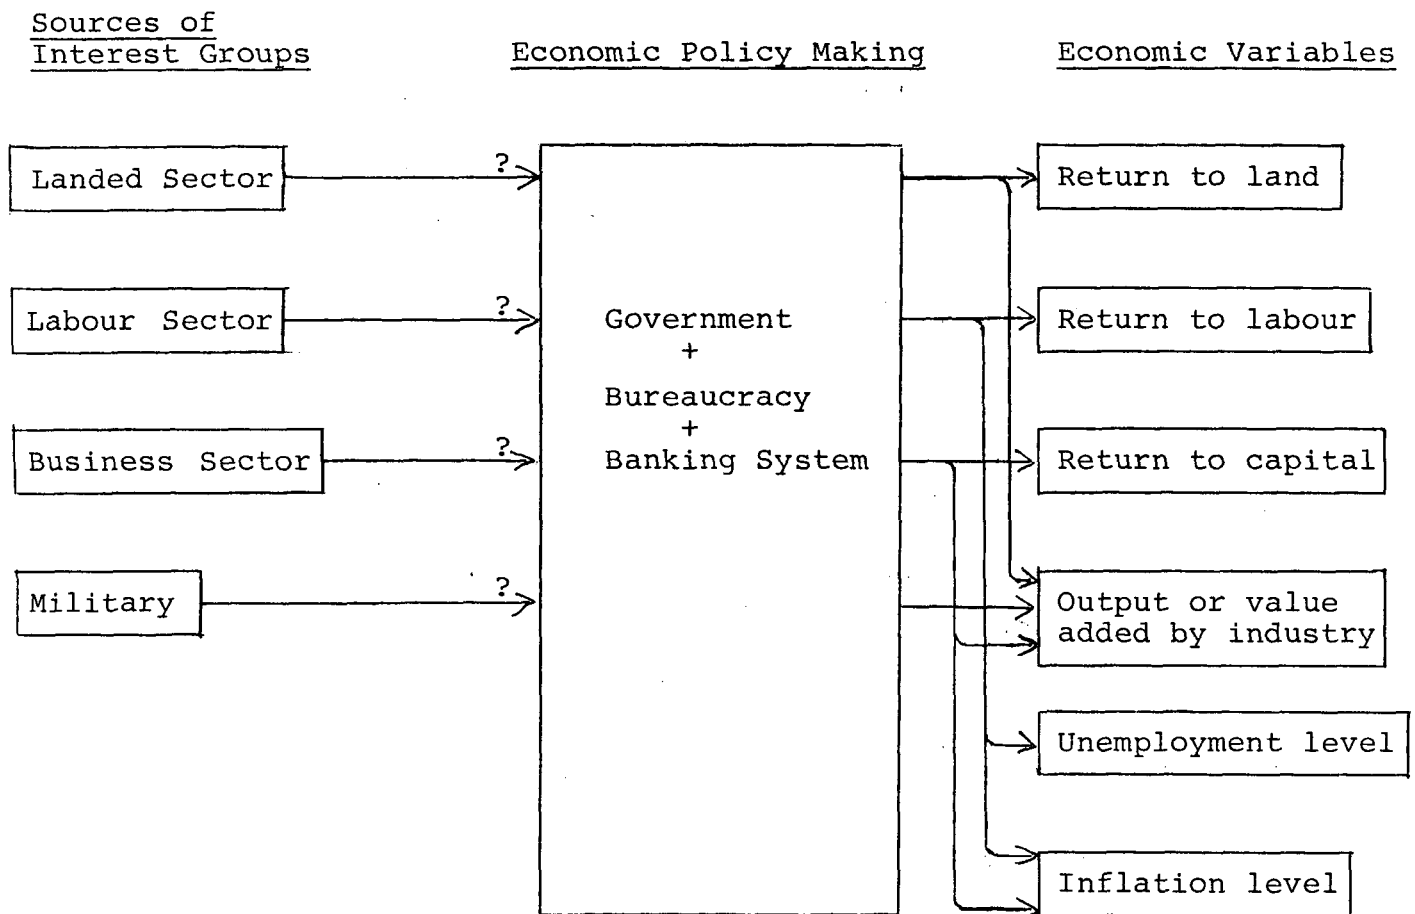 Sources of
Interest Groups
Economic Policy Making
Economic Variables
Landed Sector
?
Return to land
Labour Sector
?
Government
+
Bureaucracy
+
Banking System
Return to labour
Business Sector
?
Return to capital
Military
?
Output or value
added by industry
Unemployment level
Inflation level